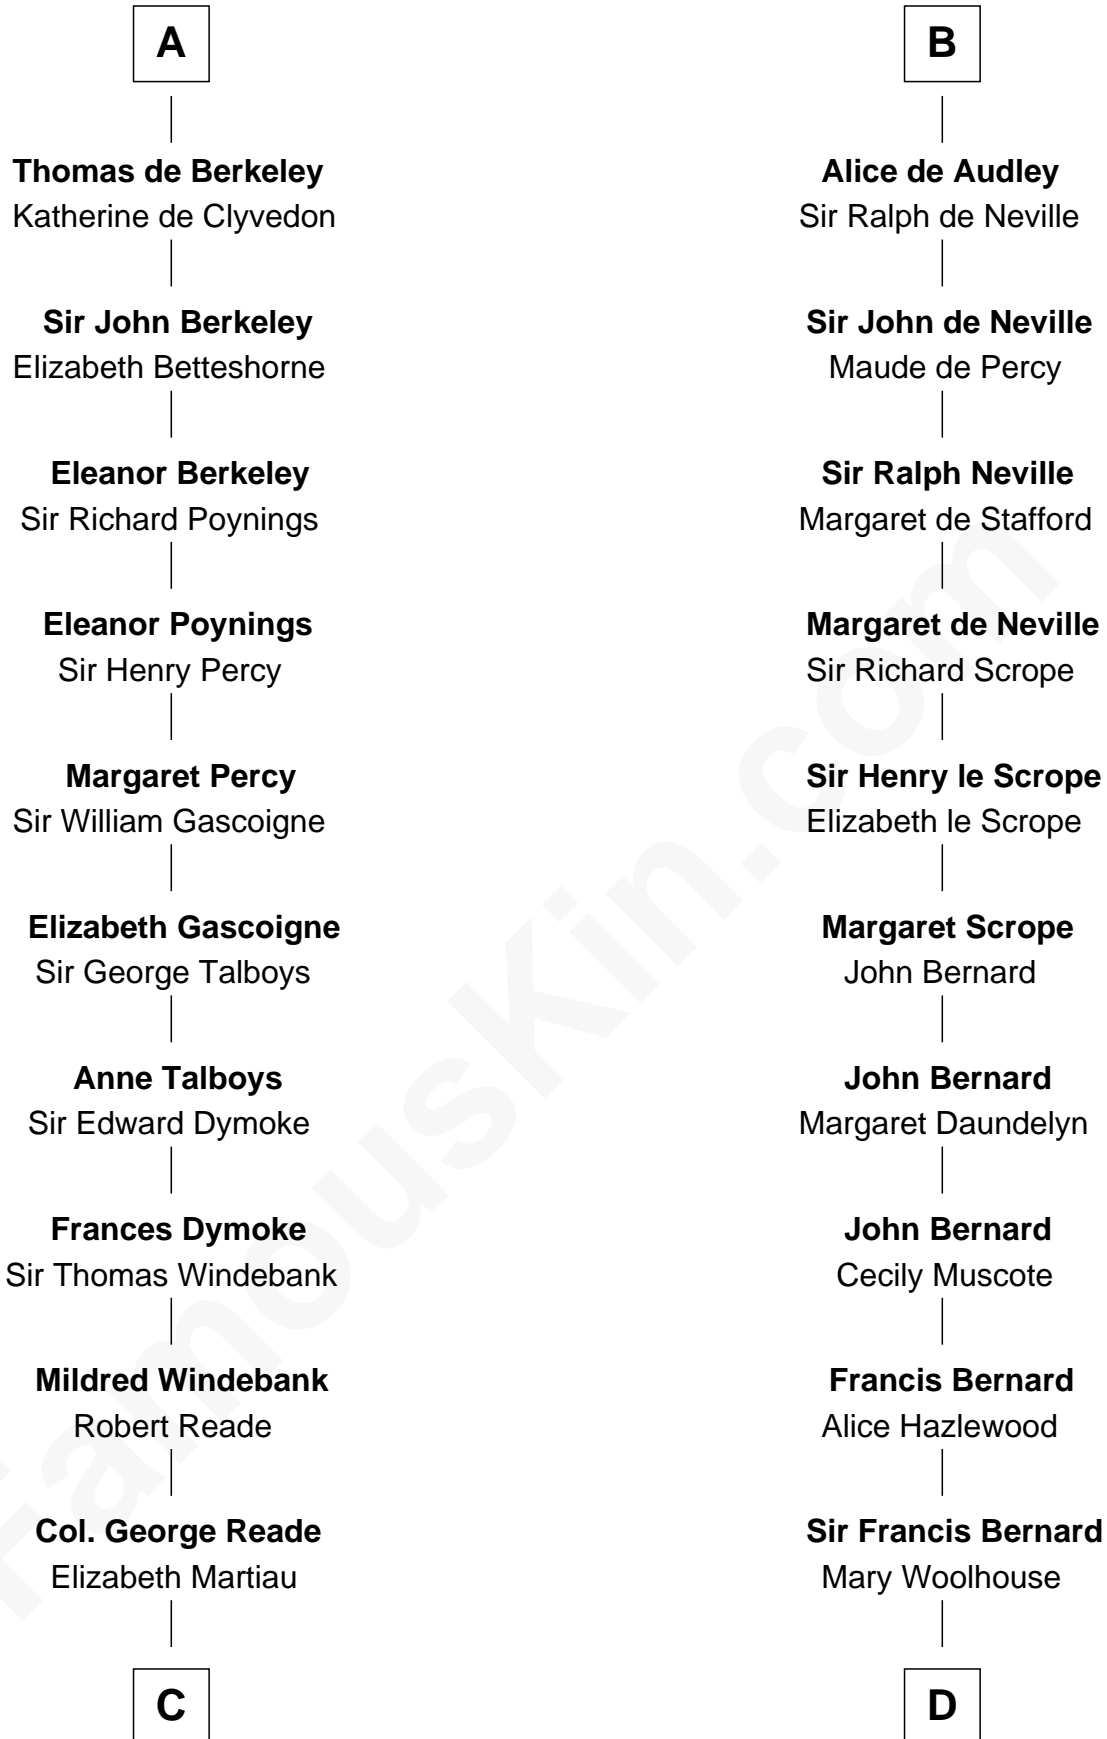 A
Thomas de Berkeley
Katherine de Clyvedon
Sir John Berkeley
Elizabeth Betteshorne
Eleanor Berkeley
Sir Richard Poynings
Eleanor Poynings
Sir Henry Percy
Margaret Percy
Sir William Gascoigne
Elizabeth Gascoigne
Sir George Talboys
Anne Talboys
Sir Edward Dymoke
Frances Dymoke
Sir Thomas Windebank
Mildred Windebank
Robert Reade
Col. George Reade
Elizabeth Martiau
C
B
Alice de Audley
Sir Ralph de Neville
Sir John de Neville
Maude de Percy
Sir Ralph Neville
Margaret de Stafford
Margaret de Neville
Sir Richard Scrope
Sir Henry le Scrope
Elizabeth le Scrope
Margaret Scrope
John Bernard
John Bernard
Margaret Daundelyn
John Bernard
Cecily Muscote
Francis Bernard
Alice Hazlewood
Sir Francis Bernard
Mary Woolhouse
D
FamousKin.com